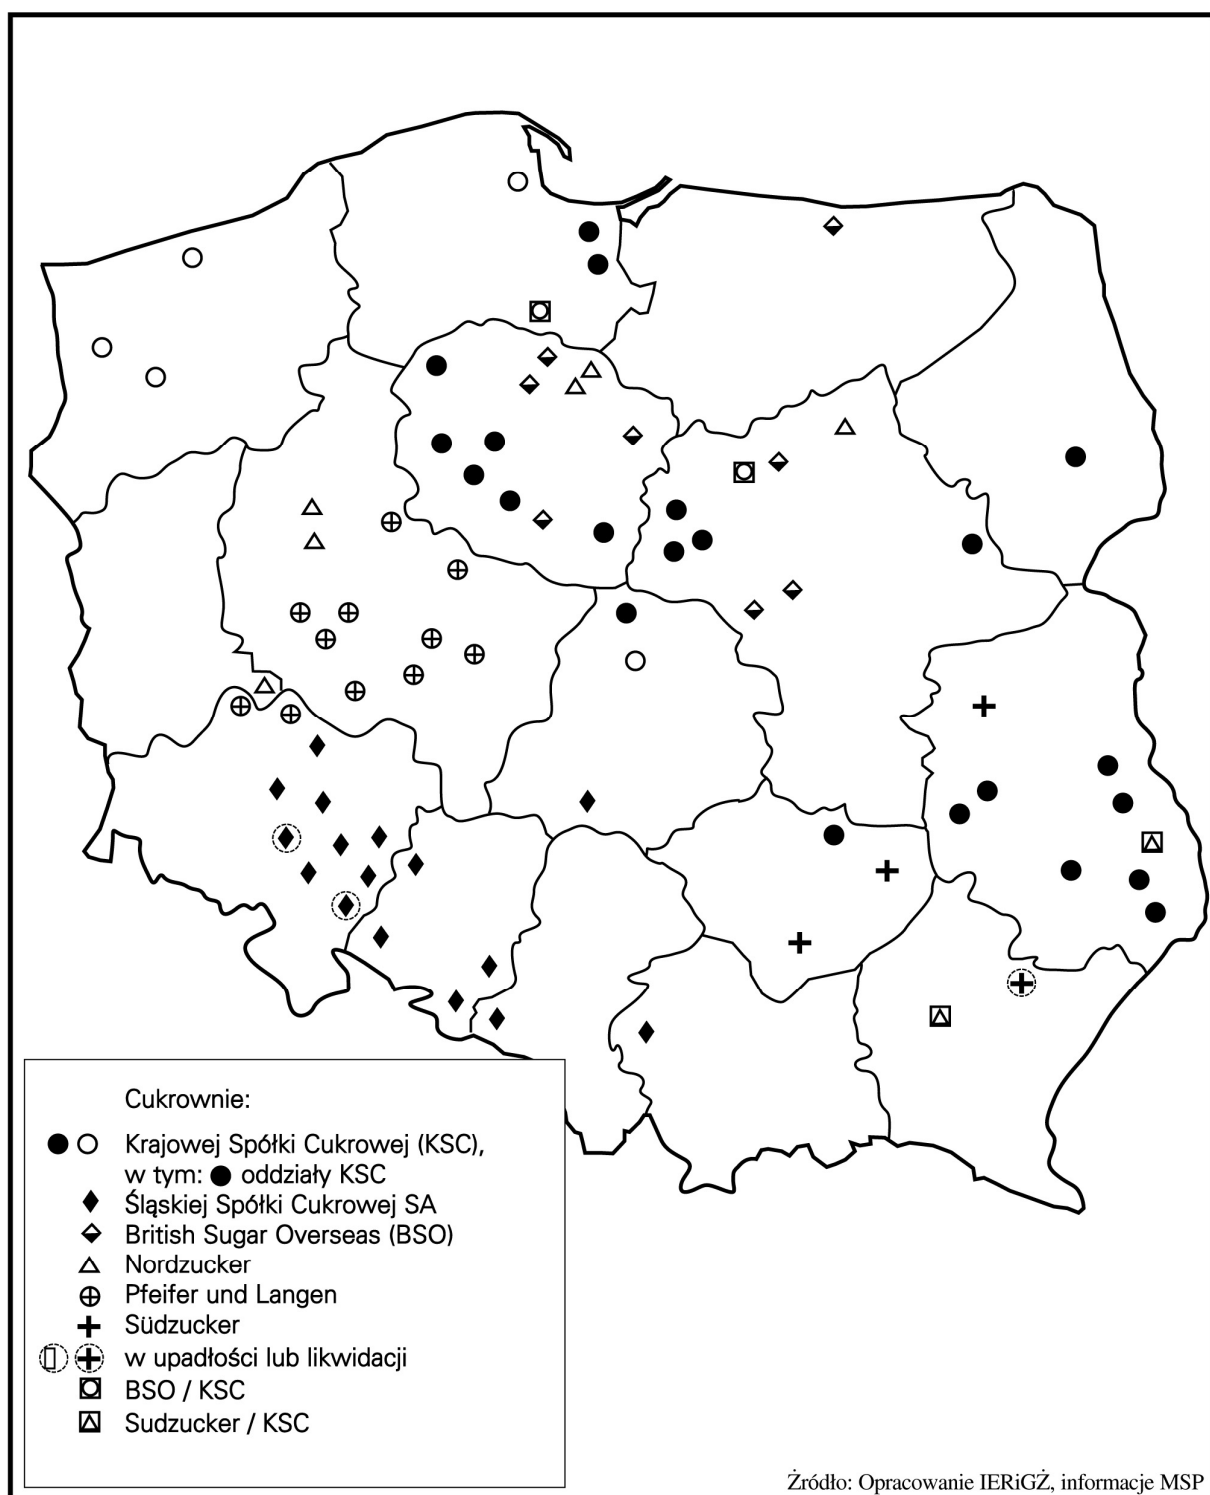 Cukrownie:
Krajowej Spółki Cukrowej (KSC),
w tym: oddziały KSC
Śląskiej Spółki Cukrowej SA
British Sugar Overseas (BSO)
Nordzucker
Pfeifer und Langen
Südzucker
w upadłości lub likwidacji
BSO / KSC
Sudzucker / KSC
Źródło: Opracowanie IERiGŻ, informacje MSP